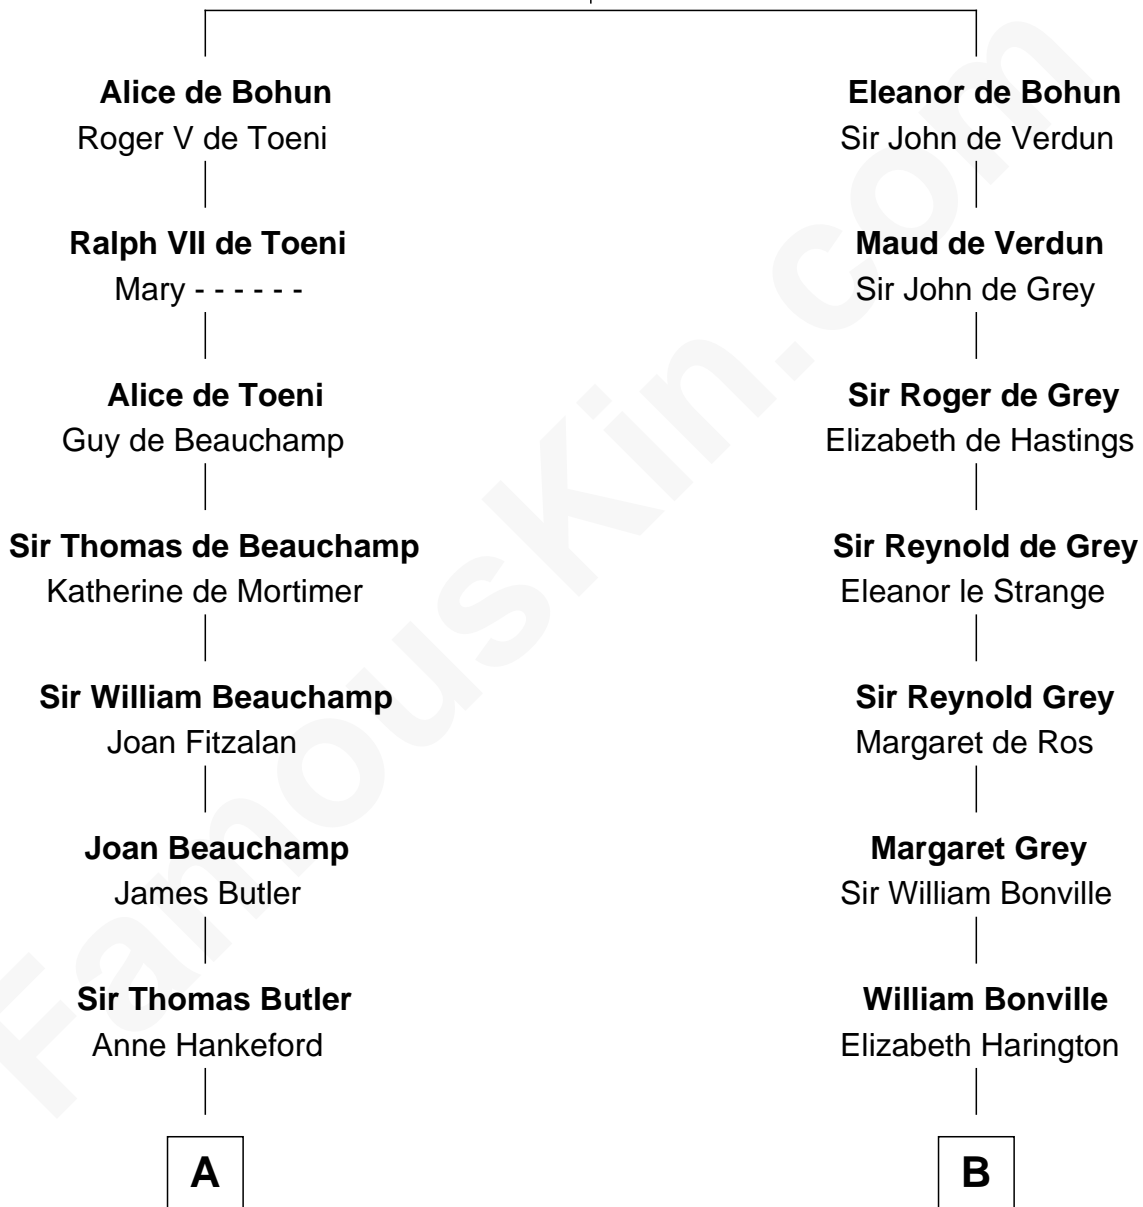 Alice de Bohun
Roger V de Toeni
Eleanor de Bohun
Sir John de Verdun
Ralph VII de Toeni
Mary - - - - - -
Maud de Verdun
Sir John de Grey
Alice de Toeni
Guy de Beauchamp
Sir Roger de Grey
Elizabeth de Hastings
Sir Thomas de Beauchamp
Katherine de Mortimer
Sir Reynold de Grey
Eleanor le Strange
Sir William Beauchamp
Joan Fitzalan
Sir Reynold Grey
Margaret de Ros
Joan Beauchamp
James Butler
Margaret Grey
Sir William Bonville
Sir Thomas Butler
Anne Hankeford
William Bonville
Elizabeth Harington
A
B
FamousKin.com